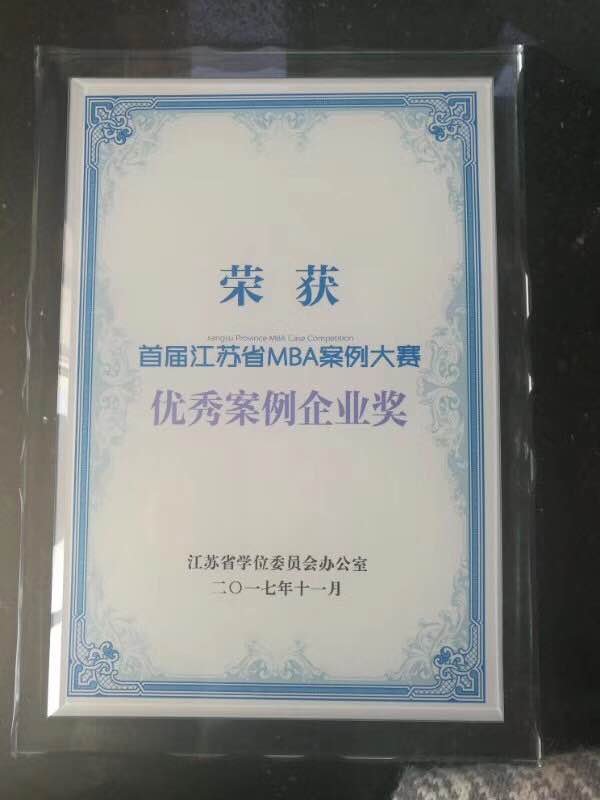 荣获
Jiangsu Province MBA Case Competition
首届江苏省MBA案例大赛
优秀案例企业奖
江苏省学位委员会办公室
二〇一七年十一月